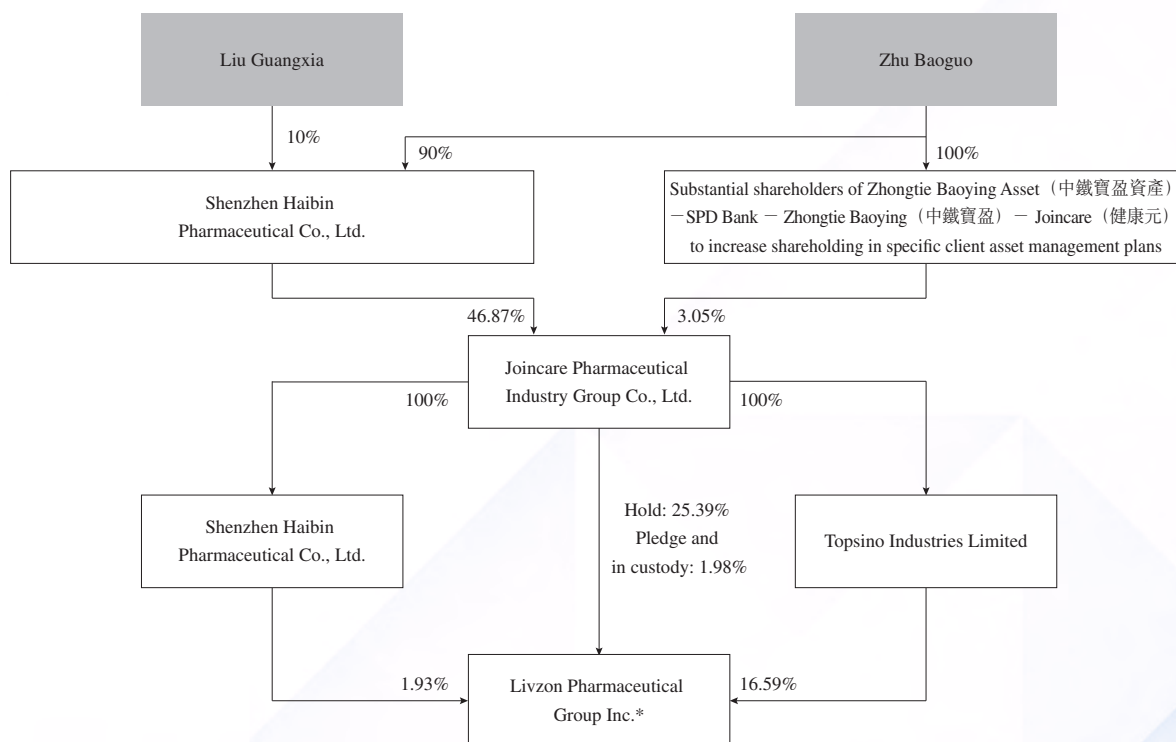 Liu Guangxia
Zhu Baoguo
10%
90%
100%
Shenzhen Haibin
Pharmaceutical Co., Ltd.
Substantial shareholders of Zhongtie Baoying Asset（中鐵寶盈資產）
－SPD Bank － Zhongtie Baoying（中鐵寶盈）－ Joincare（健康元）
to increase shareholding in specific client asset management plans
46.87%
3.05%
Joincare Pharmaceutical
Industry Group Co., Ltd.
100%
100%
Shenzhen Haibin
Pharmaceutical Co., Ltd.
Hold: 25.39%
Pledge and
in custody: 1.98%
Topsino Industries Limited
1.93%
16.59%
Livzon Pharmaceutical
Group Inc.*